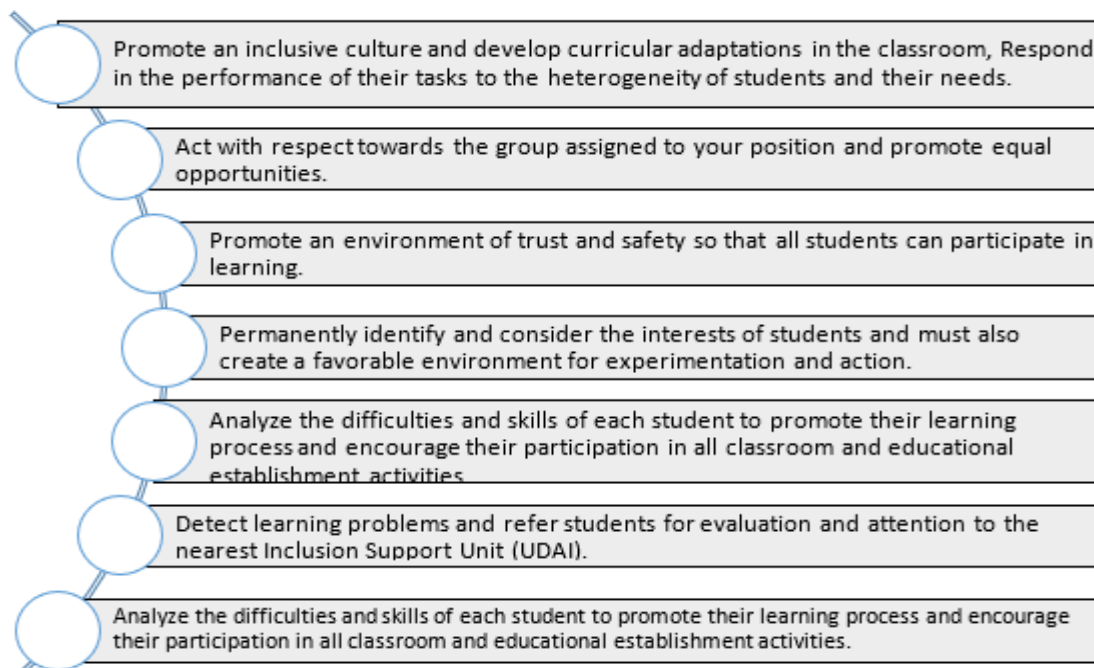 Promote an inclusive culture and develop curricular adaptations in the classroom, Respond
in the performance of their tasks to the heterogeneity of students and their needs.
Act with respect towards the group assigned to your position and promote equal
opportunities.
Promote an environment of trust and safety so that all students can participate in
learning.
Permanently identify and consider the interests of students and must also
create a favorable environment for experimentation and action.
Analyze the difficulties and skills of each student to promote their learning
process and encourage their participation in all classroom and educational
establishment activities
Detect learning problems and refer students for evaluation and attention to the
nearest Inclusion Support Unit (UDAI).
Analyze the difficulties and skills of each student to promote their learning process and encourage
their participation in all classroom and educational establishment activities.